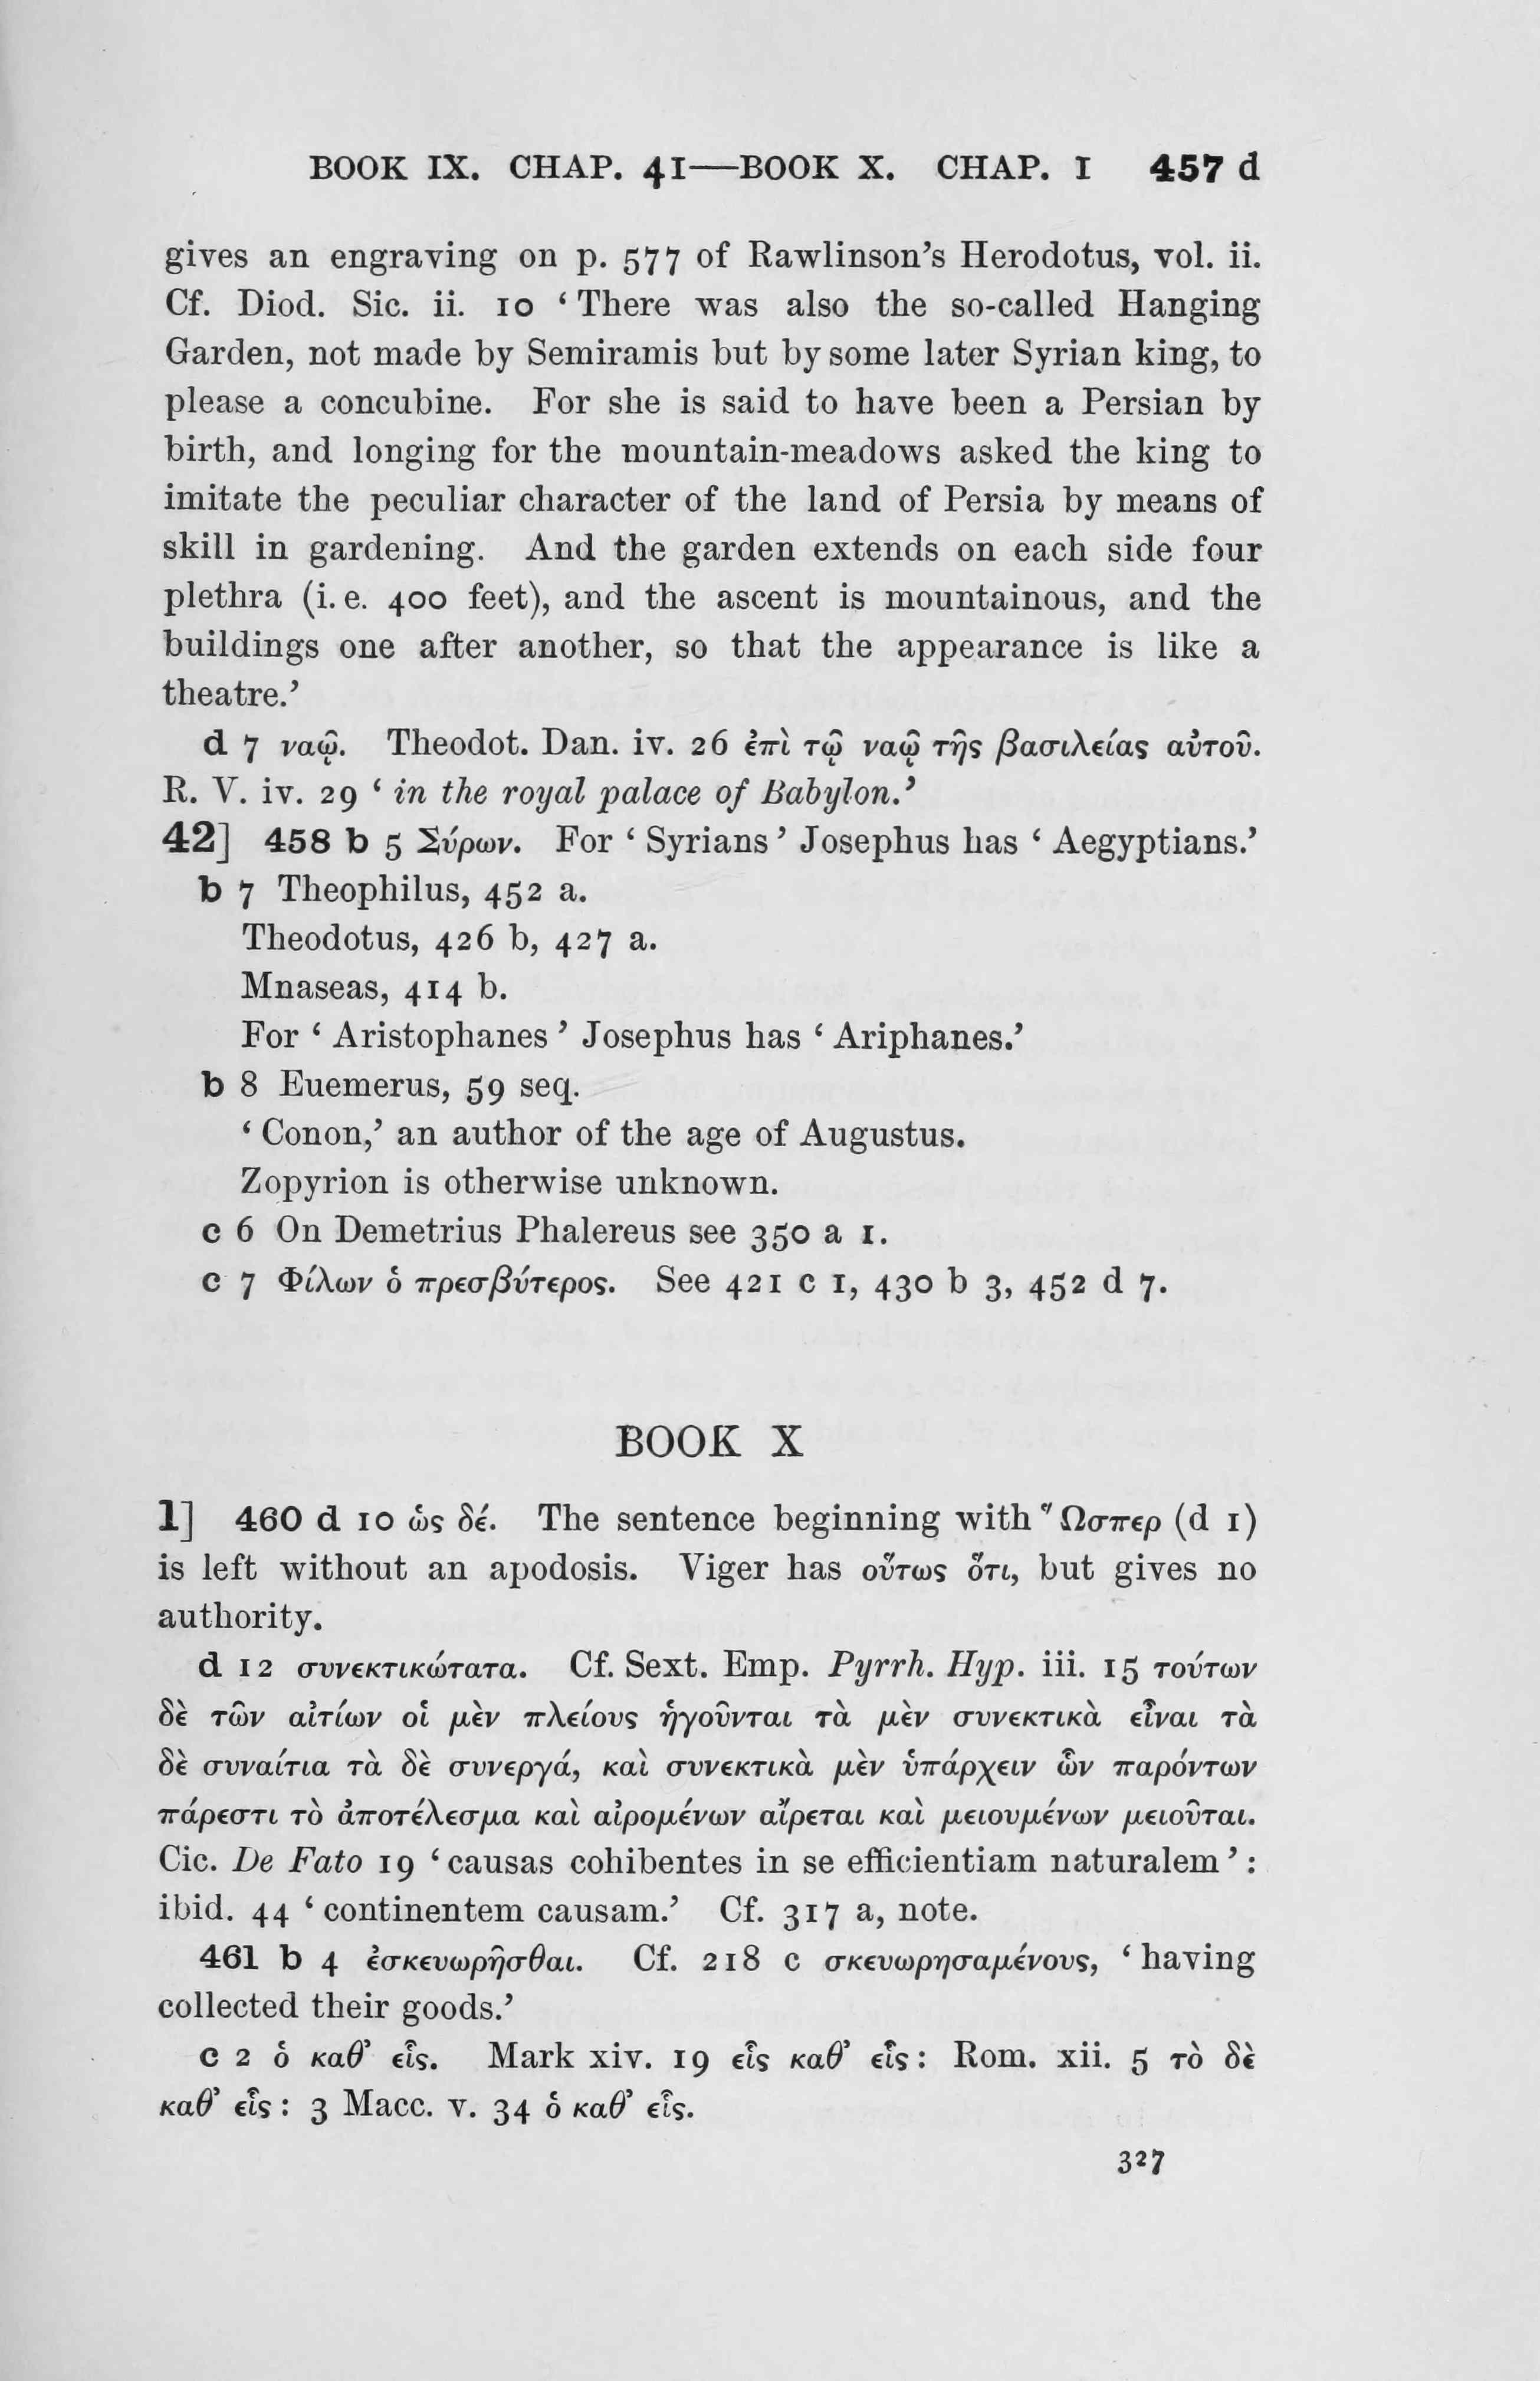 BOOK IX. CHAP. 41—BOOK X. CHAP. I 457 d
gives an engraving on p. 577 of Rawlinson's Herodotus, vol. ii.
Cf. Diod. Sic. ii. 10 ‘There was also the so-called Hanging
Garden, not made by Semiramis but by some later Syrian king, to
please a concubine. For she is said to have been a Persian by
birth, and longing for the mountain-meadows asked the king to
imitate the peculiar character of the land of Persia by means of
skill in gardening. And the garden extends on each side four
plethra (i. e. 400 feet), and the ascent is mountainous, and the
buildings one after another, so that the appearance is like a
theatre.’
d 7 ναῷ. Theodot. Dan. iv. 26 ἐπὶ τῷ ναῷ τῆς βασιλείας αὐτοῦ.
R. V. iv. 29 ‘in the royal palace of Babylon.’
42] 458 b 5 Σύρων. For ‘Syrians’ Josephus has ‘Aegyptians.’
b 7 Theophilus, 452 a.
Theodotus, 426 b, 427 a.
Mnaseas, 414 b.
For ‘Aristophanes’ Josephus has ‘Ariphanes.’
b 8 Euemerus, 59 seq.
‘Conon,’ an author of the age of Augustus.
Zopyrion is otherwise unknown.
c 6 On Demetrius Phalereus see 350 a 1.
c 7 Φίλων ὁ πρεσβύτερος. See 421 c 1, 430 b 3, 452 d 7.
BOOK X
1] 460 d 10 ὡς δέ. The sentence beginning with Ὥσπερ (d 1)
is left without an apodosis. Viger has οὕτως ὅτι, but gives no
authority.
d 12 συνεκτικώτατα. Cf. Sext. Emp. Pyrrh. Hyp. iii. 15 τούτων
δὲ τῶν αἰτίων οἱ μὲν πλείους ἡγοῦνται τὰ μὲν συνεκτικὰ εἶναι τὰ
δὲ συναίτια τὰ δὲ συνεργά, καὶ συνεκτικὰ μὲν ὑπάρχειν ὧν παρόντων
πάρεστι τὸ ἀποτέλεσμα καὶ αἰρομένων αἴρεται καὶ μειουμένων μειοῦται.
Cic. De Fato 19 ‘causas cohibentes in se efficientiam naturalem’:
ibid. 44 ‘continentem causam.’ Cf. 317 a, note.
461 b 4 ἐσκευωρῆσθαι. Cf. 218 c σκευωρησαμένους, ‘having
collected their goods.’
c 2 ὁ καθ’ εἷς. Mark xiv. 19 εἷς καθ’ εἷς: Rom. xii. 5 τὸ δὲ
καθ’ εἷς: 3 Macc. v. 34 ὁ καθ’ εἷς.
327